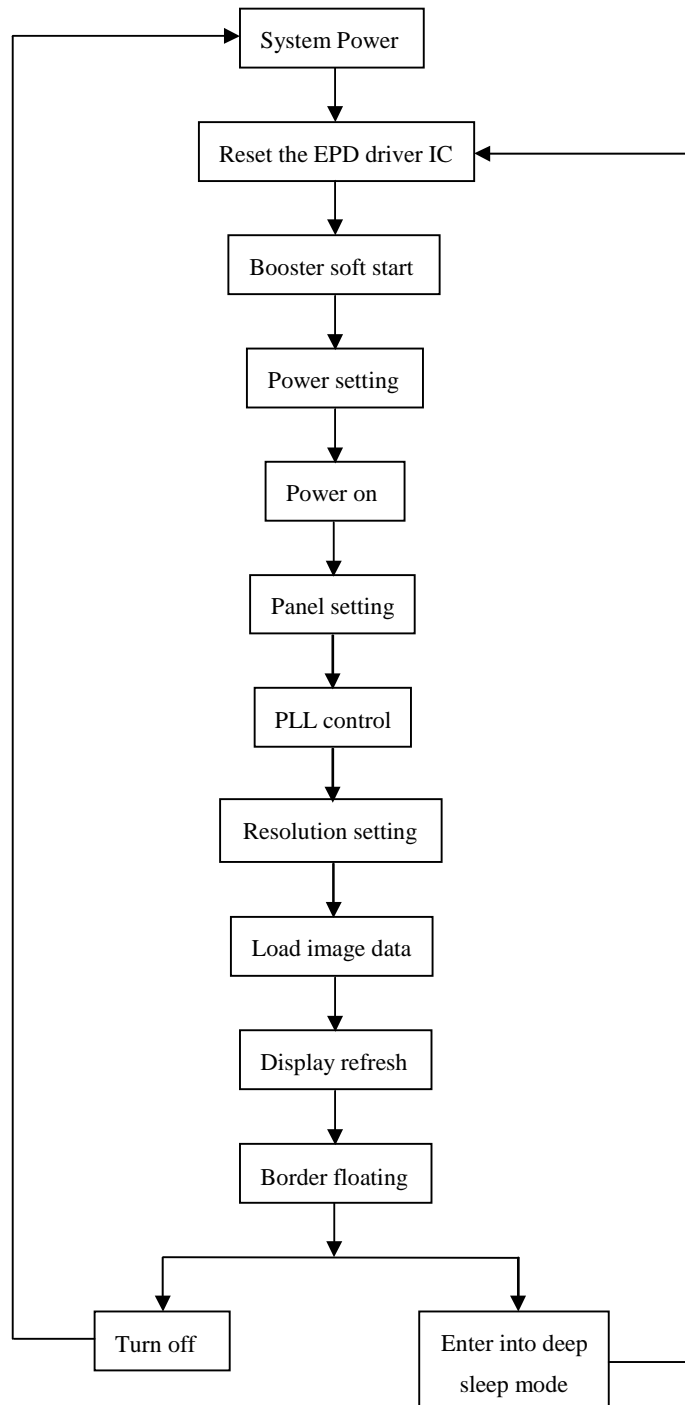 System Power
Reset the EPD driver IC
Booster soft start
Power setting
Power on
Panel setting
PLL control
Resolution setting
Load image data
Display refresh
Border floating
Turn off
Enter into deep
sleep mode